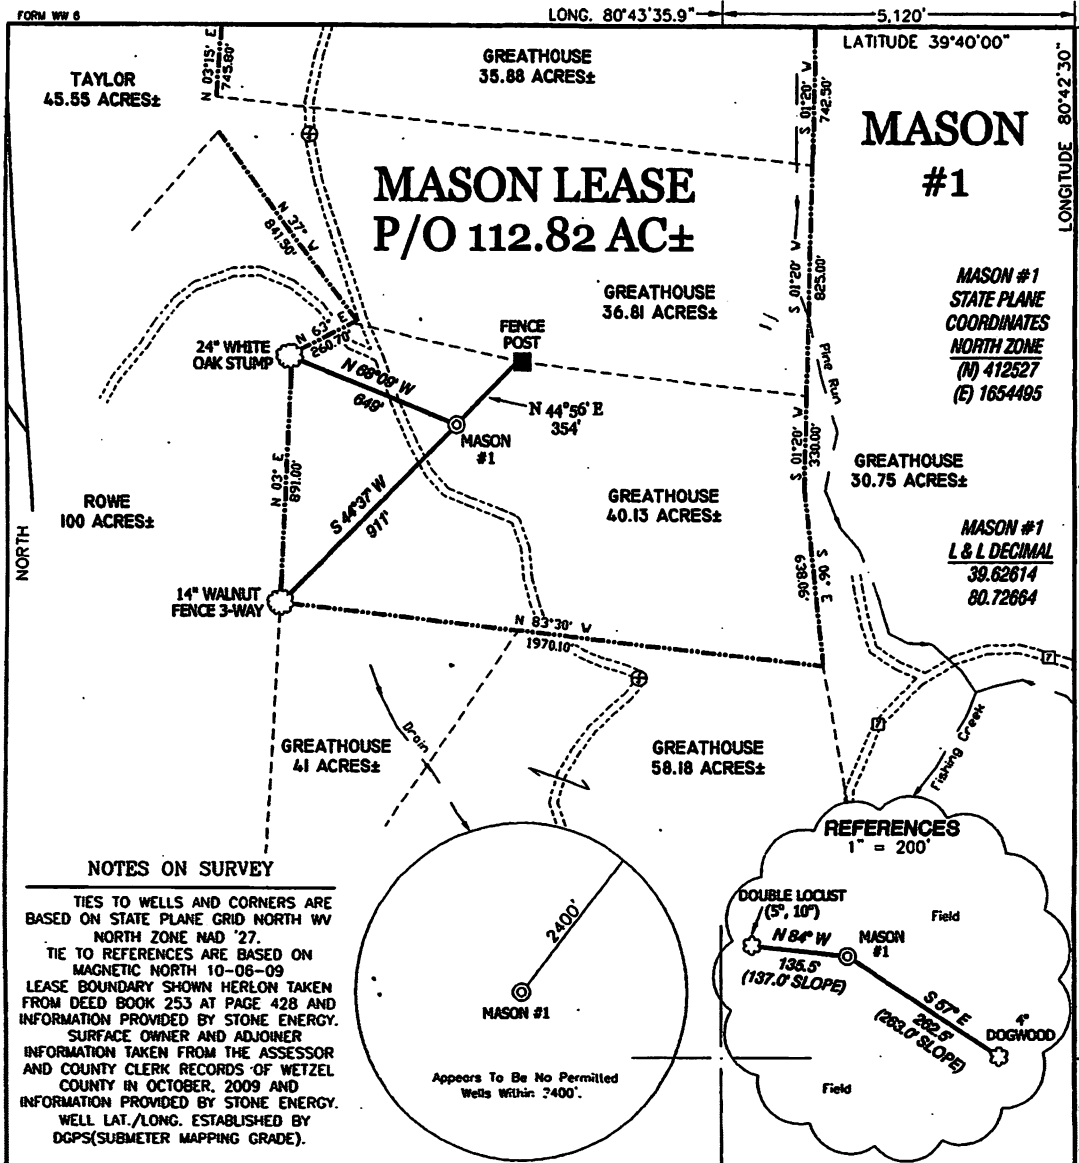 FORM WW 6
LONG. 80°43'35.9"
5,120'
LATITUDE 39°40'00"
LONGITUDE 80°42'30"
TAYLOR
45.55 ACRES±
N 03°15' E
745.80'
GREATHOUSE
35.88 ACRES±
S 01°20' W
742.50'
MASON
#1
MASON LEASE
P/O 112.82 AC±
N 37° W
841.50'
S 01°20' W
825.00'
GREATHOUSE
36.81 ACRES±
MASON #1
STATE PLANE
COORDINATES
NORTH ZONE
(N) 412527
(E) 1654495
24" WHITE
OAK STUMP
N 63° E
260.70'
FENCE
POST
Pine Run
N 68°09' W
649'
N 44°56' E
354'
MASON
#1
S 01°20' W
330.00'
GREATHOUSE
30.75 ACRES±
ROWE
100 ACRES±
N 03° E
891.00'
S 44°37' W
911'
GREATHOUSE
40.13 ACRES±
MASON #1
L & L DECIMAL
39.62614
80.72664
NORTH
S 06° E
638.06'
14" WALNUT
FENCE 3-WAY
N 83°30' W
1970.10'
7
7
Drain
GREATHOUSE
41 ACRES±
GREATHOUSE
58.18 ACRES±
Fishing Creek
REFERENCES
1" = 200'
DOUBLE LOCUST
(5", 10")
Field
N 84° W
135.5'
(137.0' SLOPE)
MASON
#1
S 57° E
262.5'
(263.0' SLOPE)
4"
DOGWOOD
Field
2400'
MASON #1
Appears To Be No Permitted
Wells Within 2400'.
NOTES ON SURVEY
TIES TO WELLS AND CORNERS ARE
BASED ON STATE PLANE GRID NORTH WV
NORTH ZONE NAD '27.
TIE TO REFERENCES ARE BASED ON
MAGNETIC NORTH 10-06-09
LEASE BOUNDARY SHOWN HERLON TAKEN
FROM DEED BOOK 253 AT PAGE 428 AND
INFORMATION PROVIDED BY STONE ENERGY.
SURFACE OWNER AND ADJOINER
INFORMATION TAKEN FROM THE ASSESSOR
AND COUNTY CLERK RECORDS OF WETZEL
COUNTY IN OCTOBER, 2009 AND
INFORMATION PROVIDED BY STONE ENERGY.
WELL LAT./LONG. ESTABLISHED BY
DGPS(SUBMETER MAPPING GRADE).